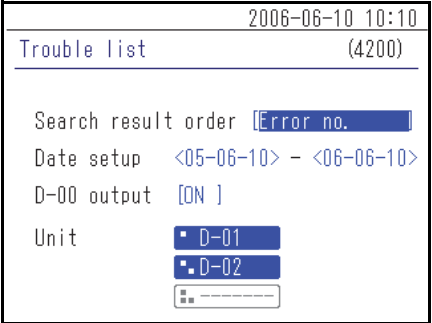 2006-06-10 10:10
Trouble list (4200)
Search result order [Error no. ]
Date setup <05-06-10> - <06-06-10>
D-00 output [ON ]
Unit D-01
D-02
-------